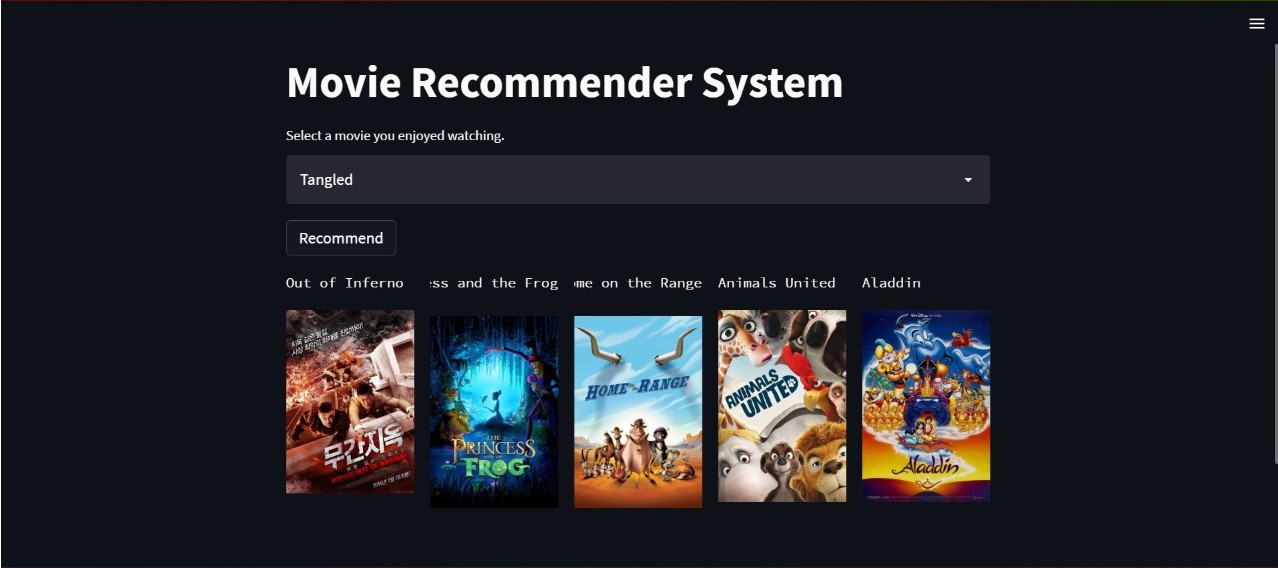 Movie Recommender System
Select a movie you enjoyed watching.
Tangled
Recommend
Out of Inferno
ess and the Frog
ome on the Range
Animals United
Aladdin
무간지옥
THE
PRINCESS
AND THE
FROG
HOME ON THE RANGE
ANIMALS
UNITED
Aladdin